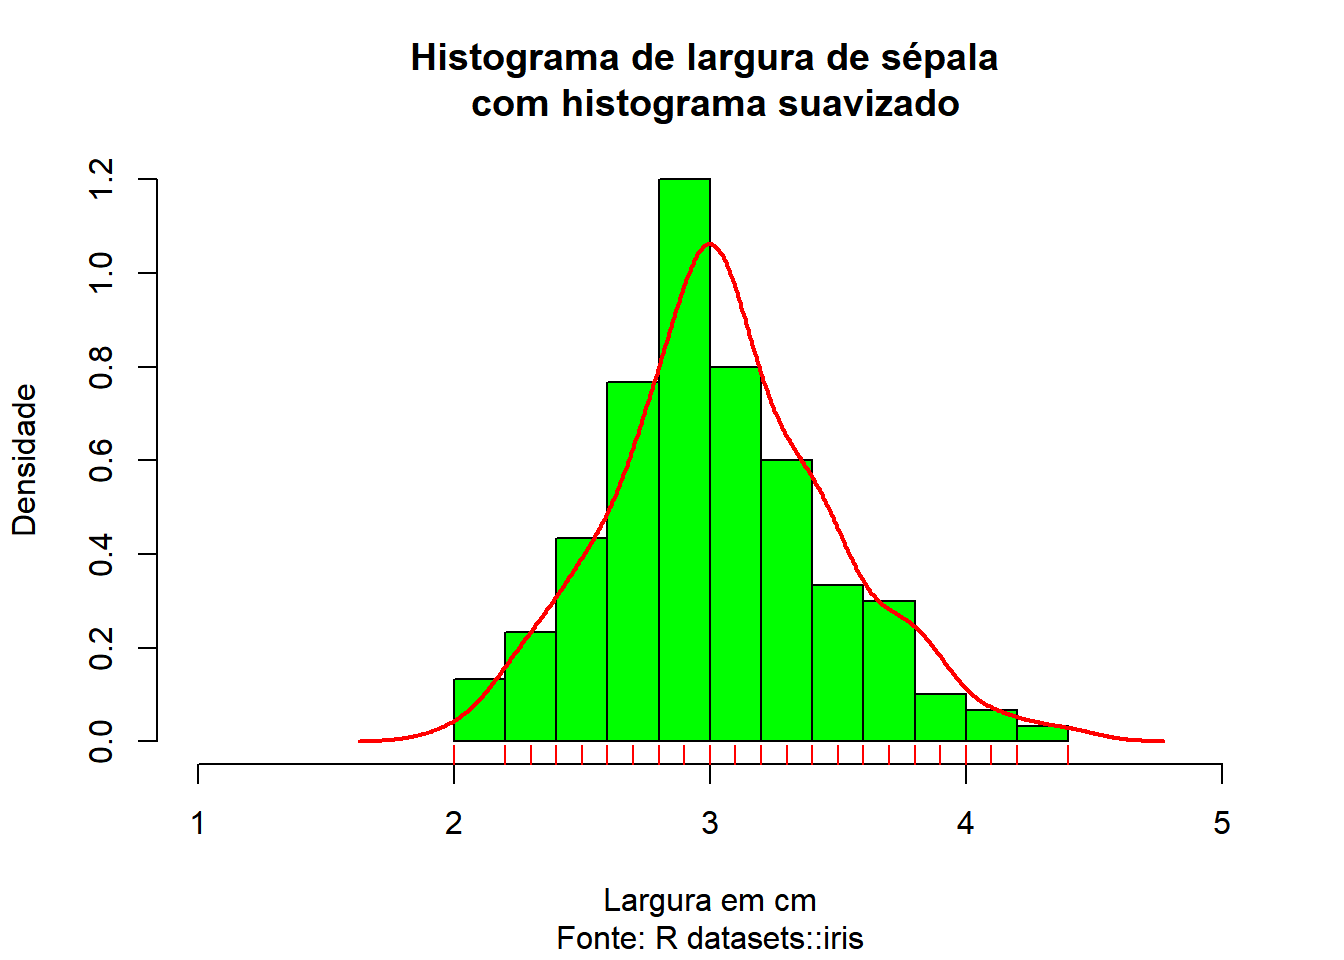 Histograma de largura de sépala
com histograma suavizado
Densidade
1.2
1.0
0.8
0.6
0.4
0.2
0.0
1 2 3 4 5
Largura em cm
Fonte: R datasets::iris